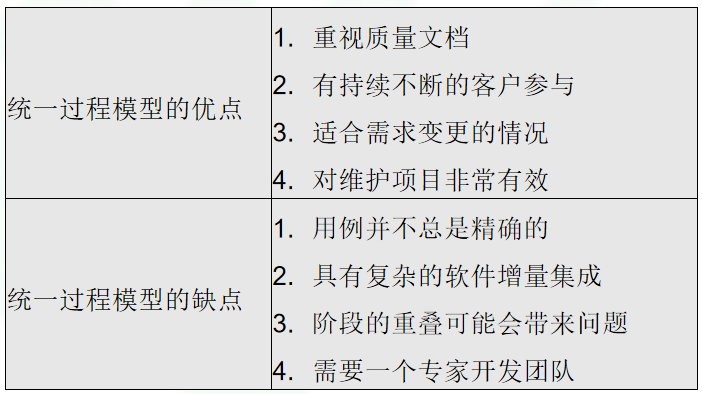 统一过程模型的优点
1. 重视质量文档
2. 有持续不断的客户参与
3. 适合需求变更的情况
4. 对维护项目非常有效
统一过程模型的缺点
1. 用例并不总是精确的
2. 具有复杂的软件增量集成
3. 阶段的重叠可能会带来问题
4. 需要一个专家开发团队